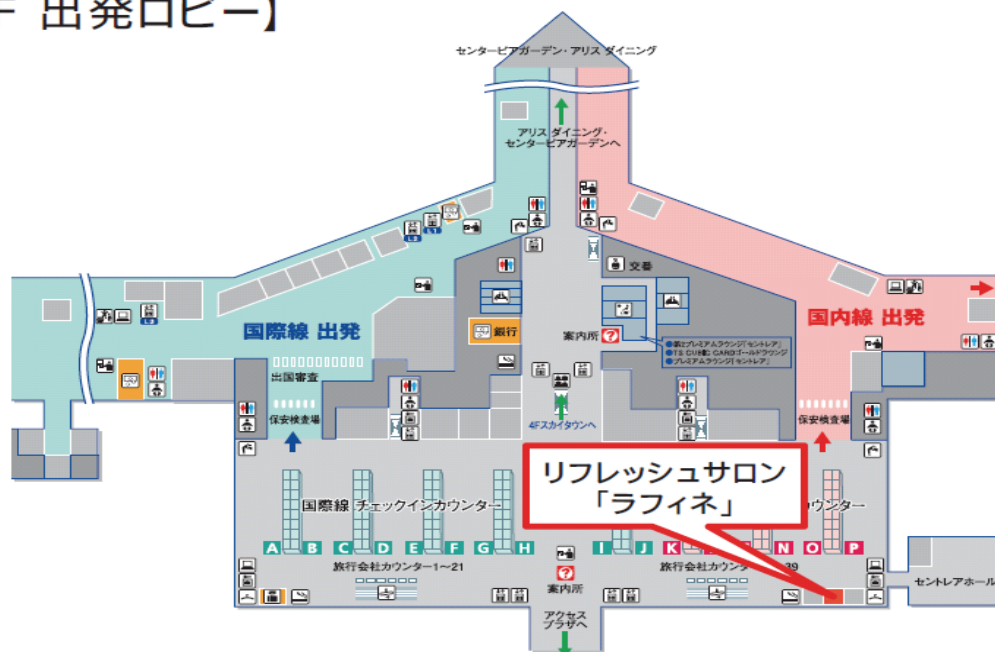 出発ロビー】
センターピアガーデン・アリス ダイニング
アリス ダイニング・
センターピアガーデンへ
交番
国際線 出発
国内線 出発
銀行
案内所
出国審査
保安検査場
保安検査場
4Fスカイタウンへ
リフレッシュサロン
「ラフィネ」
国際線 チェックインカウンター
ウンター
A B C D E F G H I J K N O P
旅行会社カウンター1〜21
旅行会社カウンタ
39
案内所
アクセス
プラザへ
セントレアホール